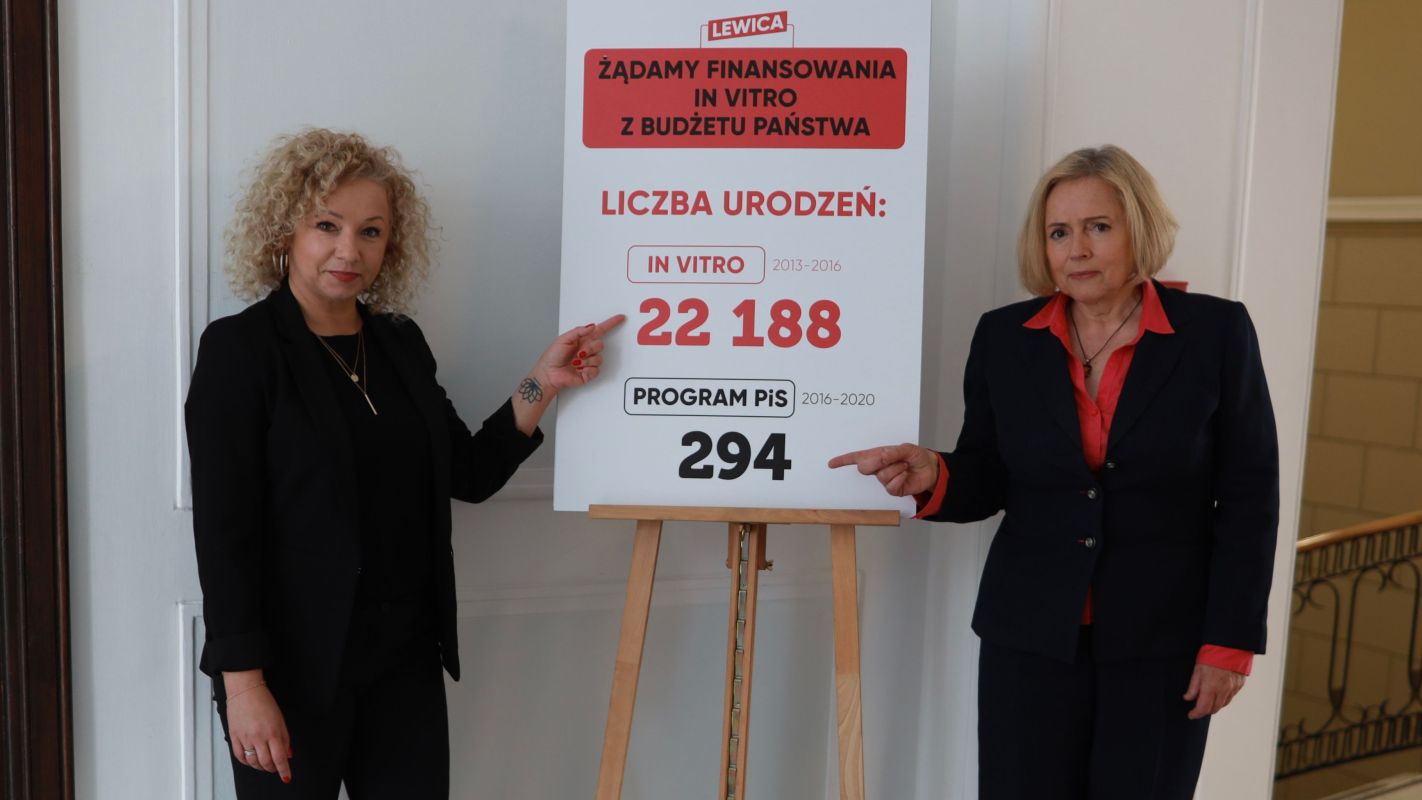 LEWICA
ŻĄDAMY FINANSOWANIA
IN VITRO
Z BUDŻETU PAŃSTWA
LICZBA URODZEŃ:
IN VITRO 2013-2016
22 188
PROGRAM PiS 2016-2020
294